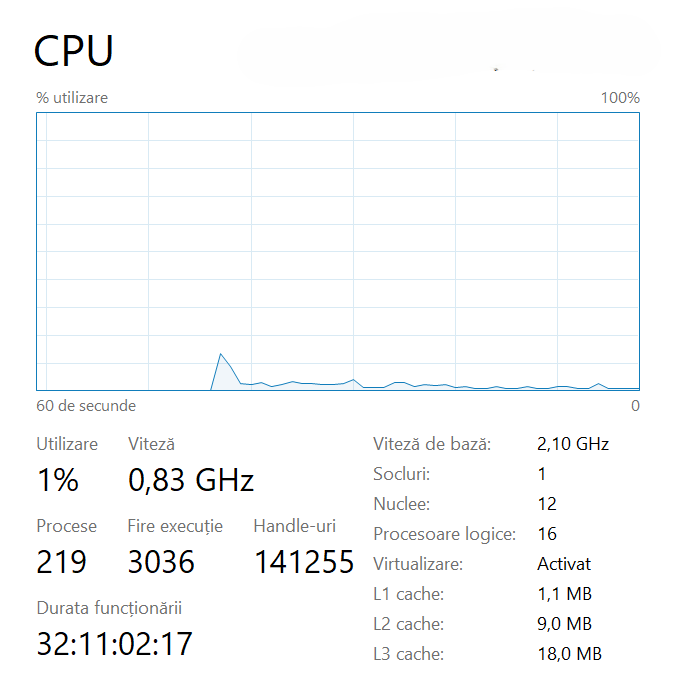 CPU
% utilizare 100%
60 de secunde 0
Utilizare Viteză
1% 0,83 GHz
Procese Fire execuție Handle-uri
219 3036 141255
Durata funcționării
32:11:02:17
Viteză de bază: 2,10 GHz
Socluri: 1
Nuclee: 12
Procesoare logice: 16
Virtualizare: Activat
L1 cache: 1,1 MB
L2 cache: 9,0 MB
L3 cache: 18,0 MB